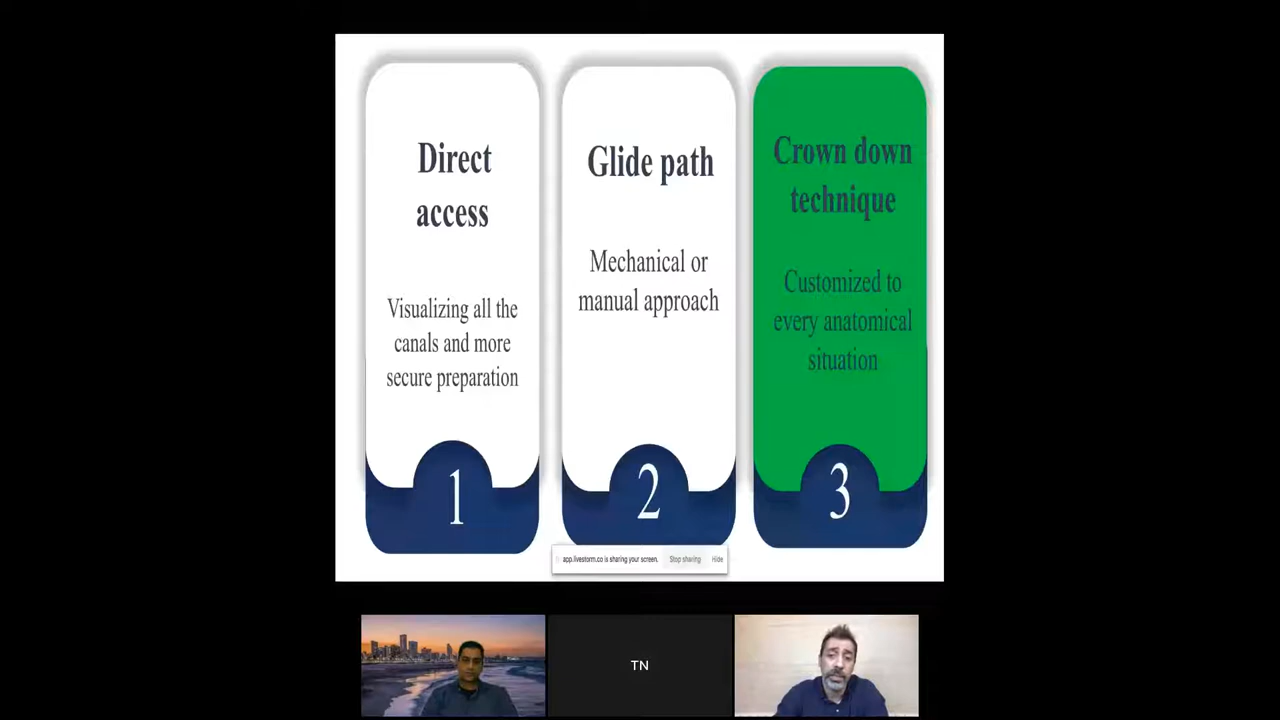 Direct
access
Visualizing all the
canals and more
secure preparation
1
Glide path
Mechanical or
manual approach
2
Crown down
technique
Customized to
every anatomical
situation
3
app.livestorm.co is sharing your screen. Stop sharing Hide
TN